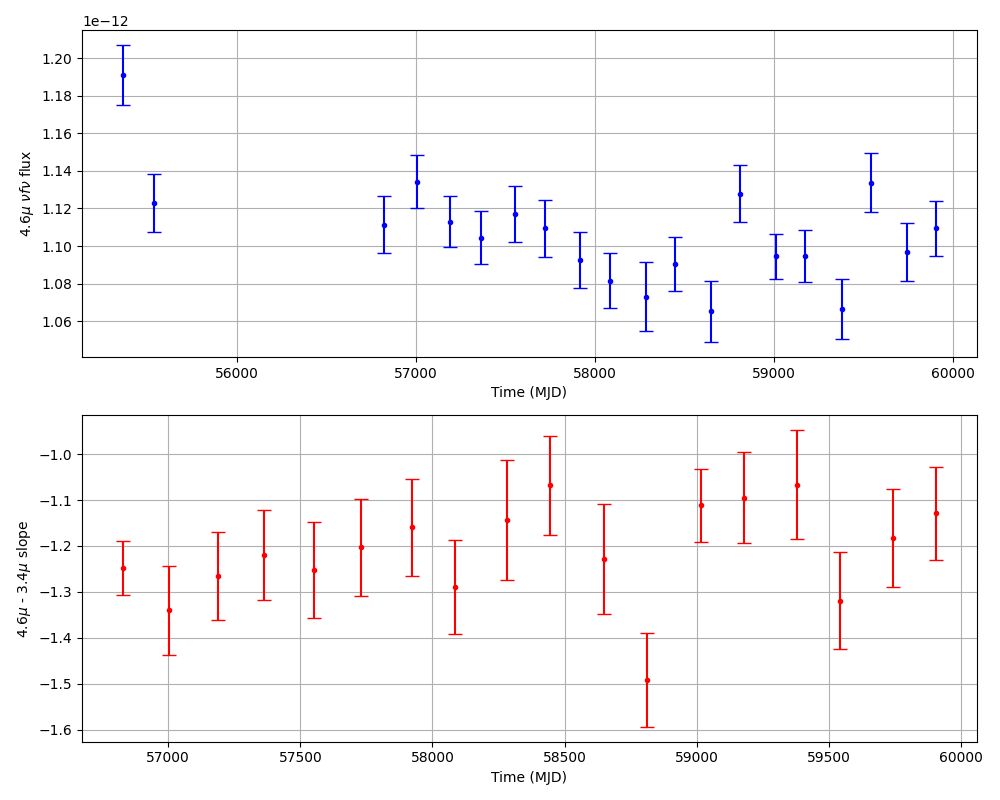 1e−12
1.20
1.18
1.16
1.14
1.12
1.10
1.08
1.06
4.6μ νfν flux
56000 57000 58000 59000 60000
Time (MJD)
−1.0
−1.1
−1.2
−1.3
−1.4
−1.5
−1.6
4.6μ - 3.4μ slope
57000 57500 58000 58500 59000 59500 60000
Time (MJD)